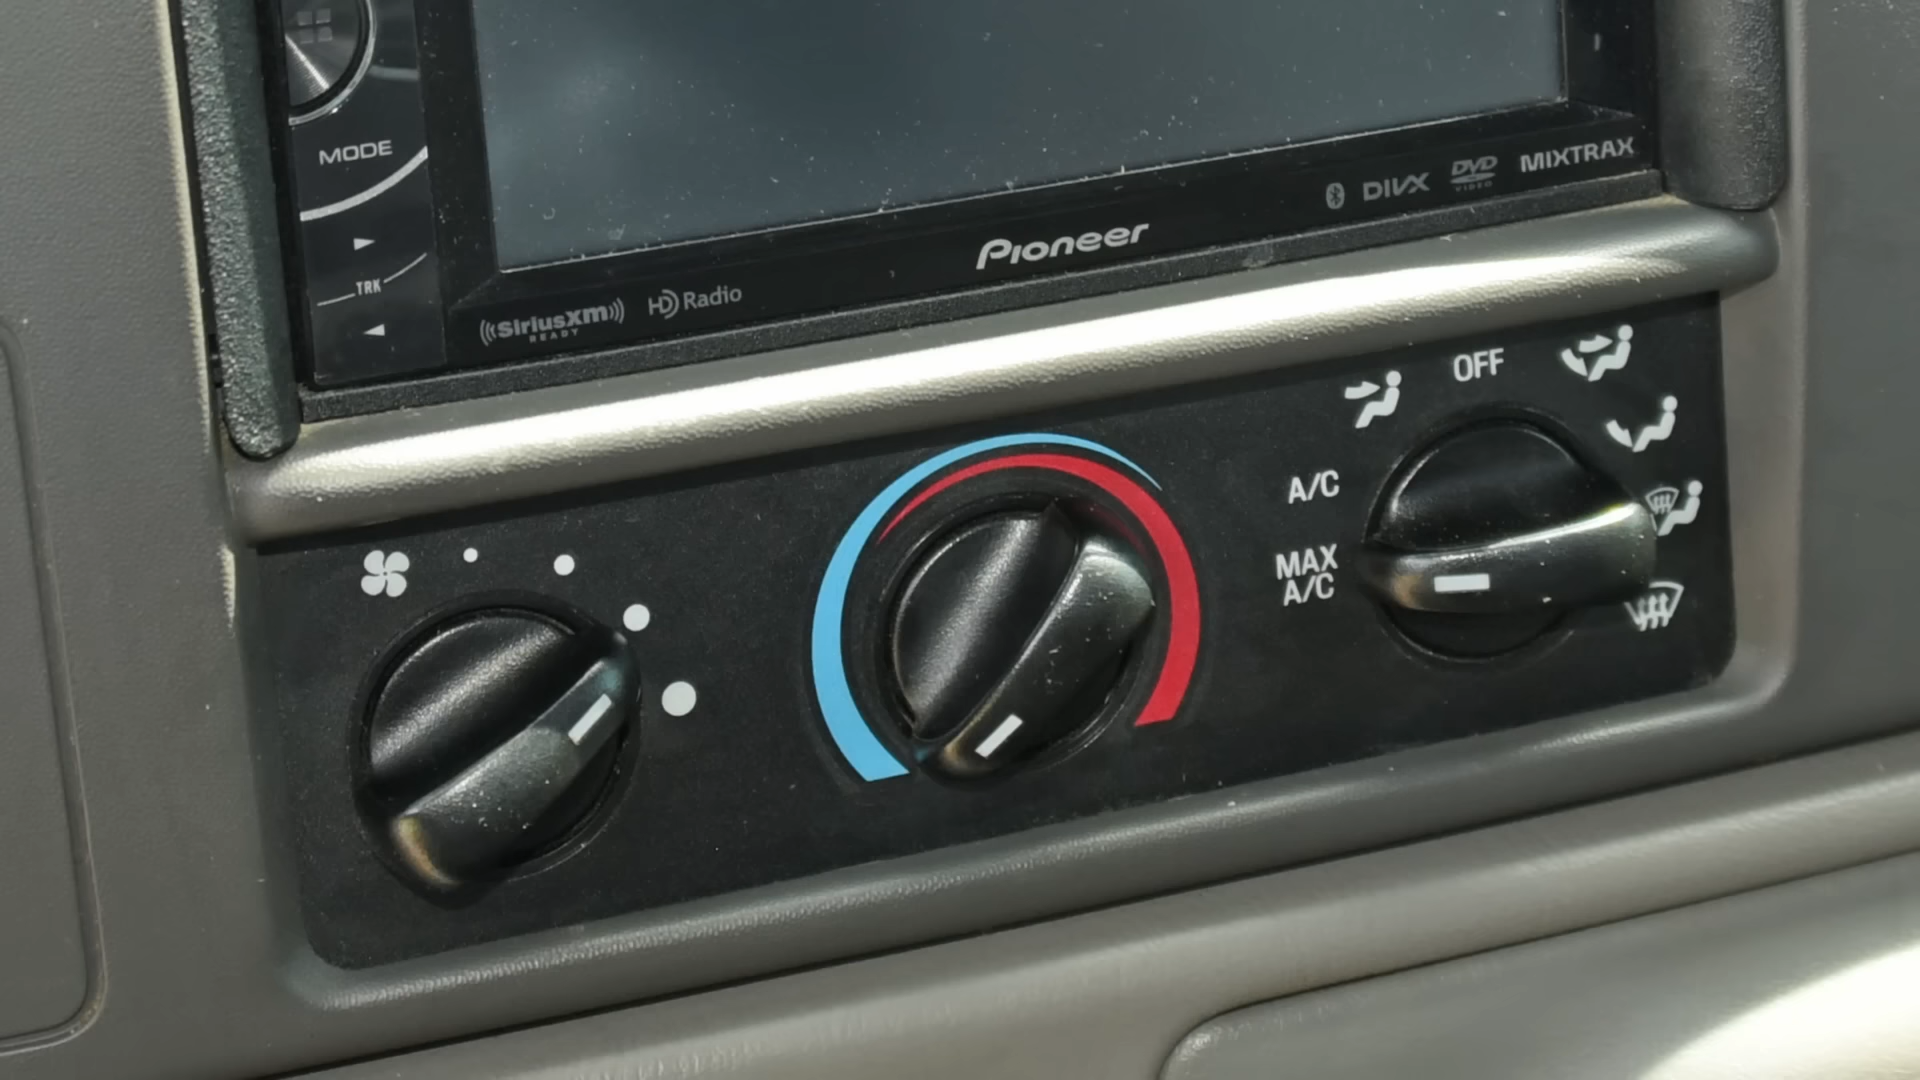 MODE
TRK
SiriusXM
READY
HD Radio
Pioneer
DIVX
DVD
VIDEO
MIXTRAX
OFF
A/C
MAX
A/C